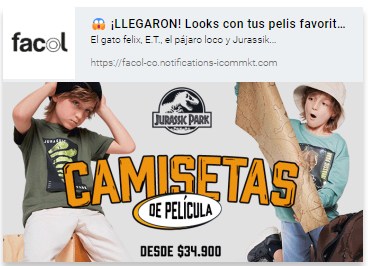 facol
😱 ¡LLEGARON! Looks con tus pelis favorit...
El gato felix, E.T., el pájaro loco y Jurassik...
https://facol-co.notifications-icommkt.com
JURASSIC PARK
CAMISETAS
DE PELÍCULA
DESDE $34.900